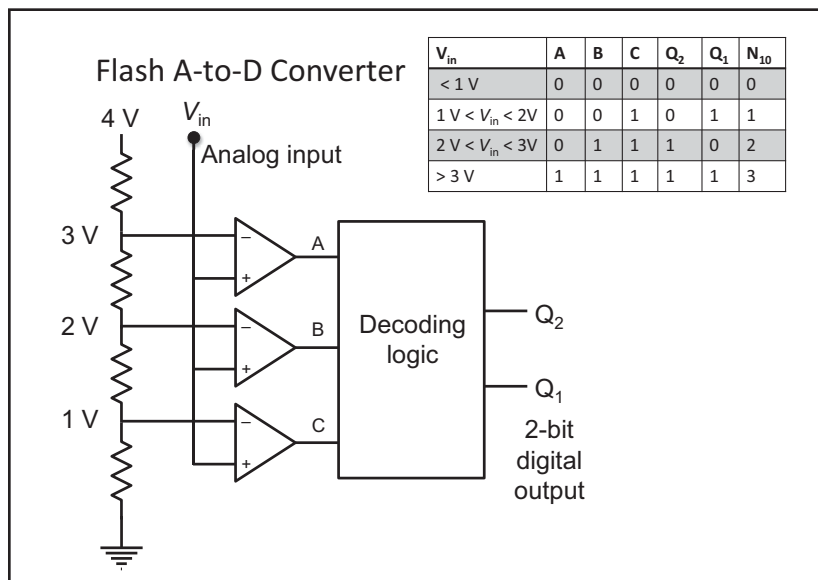 Flash A-to-D Converter
V_in A B C Q_2 Q_1 N_10
< 1 V 0 0 0 0 0 0
1 V < V_in < 2V 0 0 1 0 1 1
2 V < V_in < 3V 0 1 1 1 0 2
> 3 V 1 1 1 1 1 3
4 V
V_in
Analog input
3 V
–
+
A
2 V
–
+
B
1 V
–
+
C
Decoding
logic
Q_2
Q_1
2-bit
digital
output